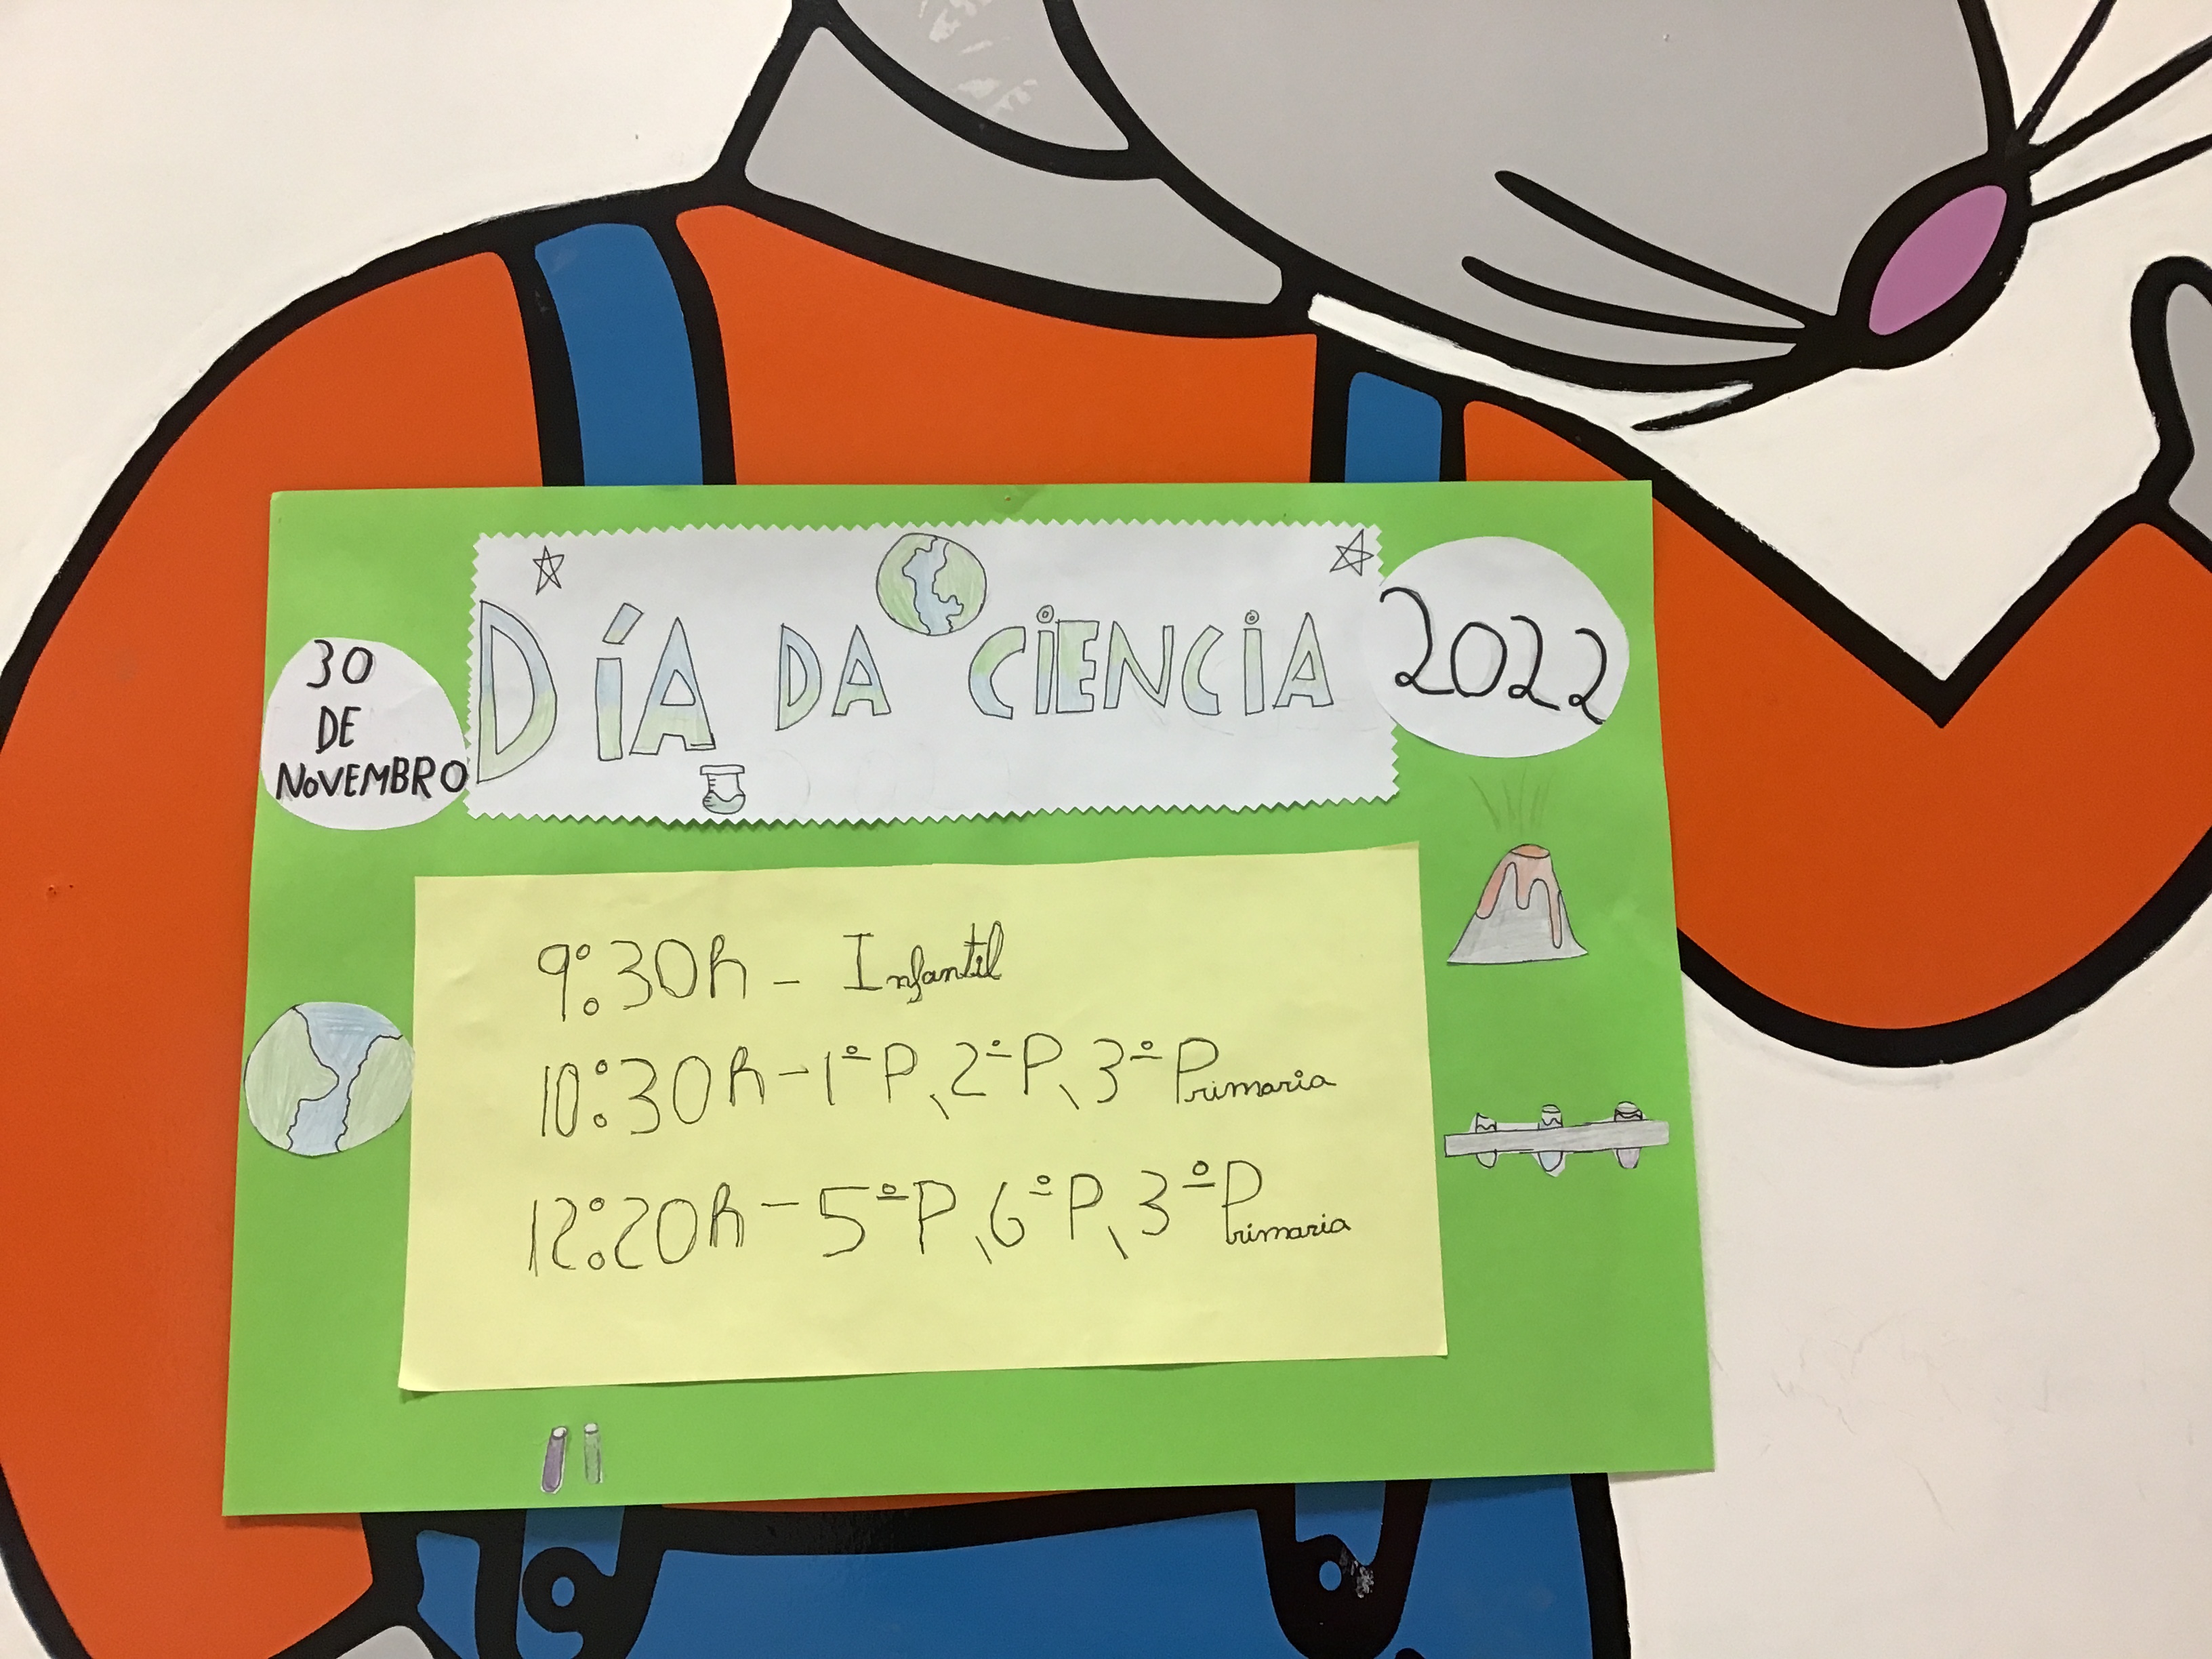 30
DE
NOVEMBRO
DÍA DA CIENCIA
2022
9:30h - Infantil
10:30h - 1º P, 2º P, 3º Primaria
12:20h - 5º P, 6º P, 3º Primaria